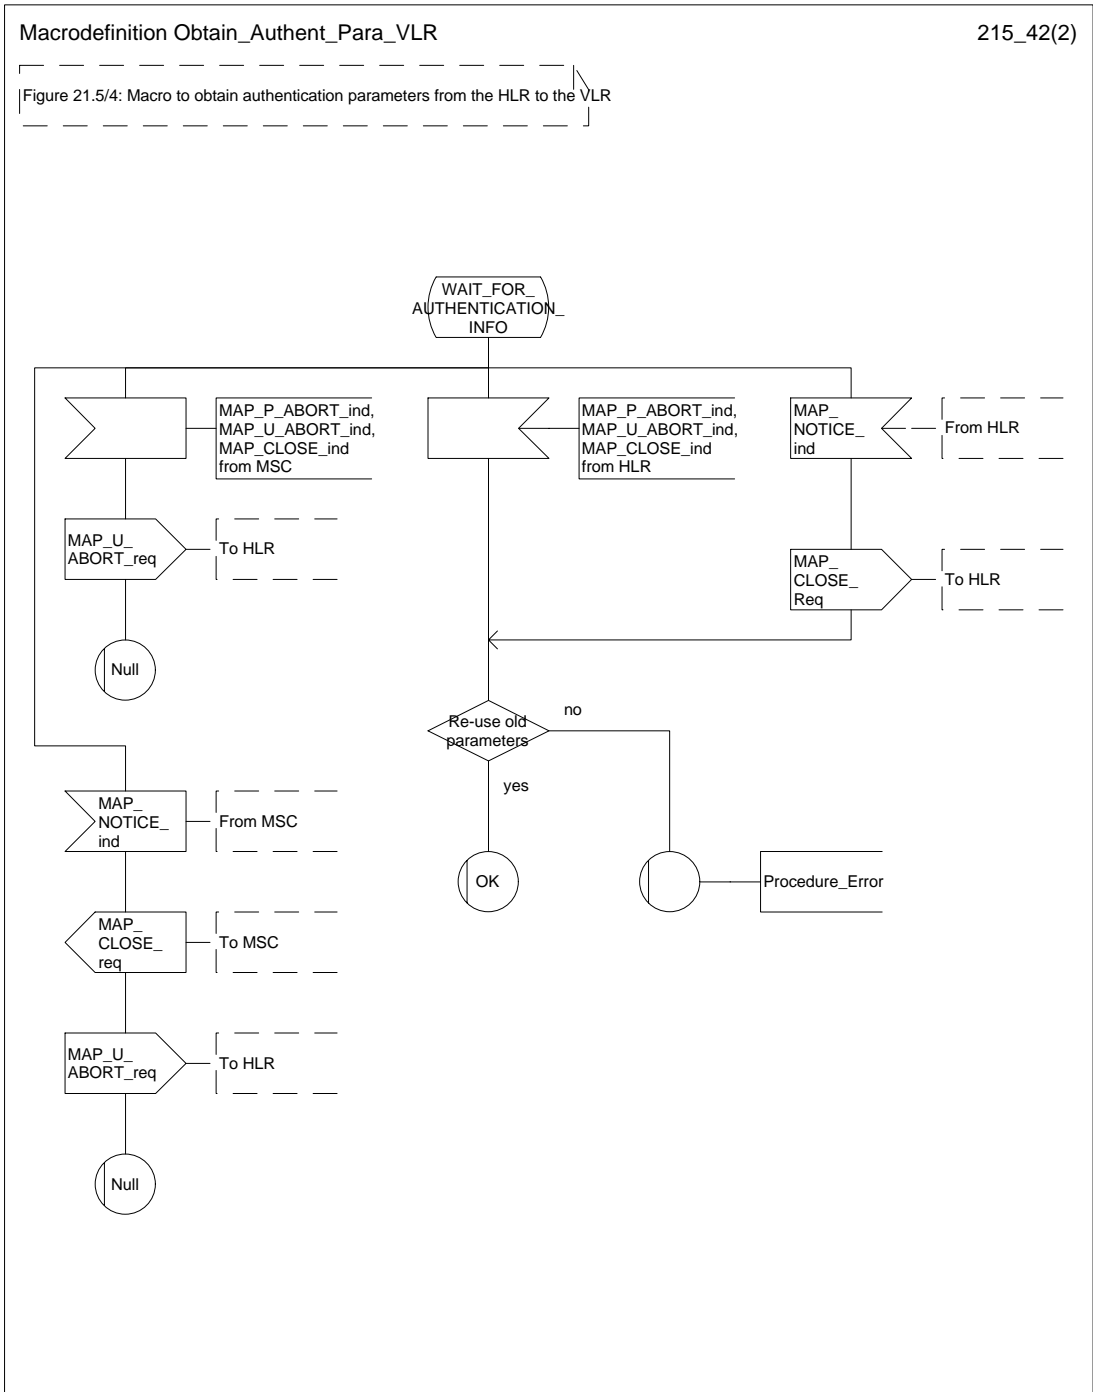 Macrodefinition Obtain_Authent_Para_VLR
215_42(2)
Figure 21.5/4: Macro to obtain authentication parameters from the HLR to the VLR
WAIT_FOR_
AUTHENTICATION_
INFO
MAP_P_ABORT_ind,
MAP_U_ABORT_ind,
MAP_CLOSE_ind
from MSC
MAP_P_ABORT_ind,
MAP_U_ABORT_ind,
MAP_CLOSE_ind
from HLR
MAP_
NOTICE_
ind
From HLR
MAP_U_
ABORT_req
To HLR
MAP_
CLOSE_
Req
To HLR
Null
Re-use old
parameters
no
yes
MAP_
NOTICE_
ind
From MSC
OK
Procedure_Error
MAP_
CLOSE_
req
To MSC
MAP_U_
ABORT_req
To HLR
Null